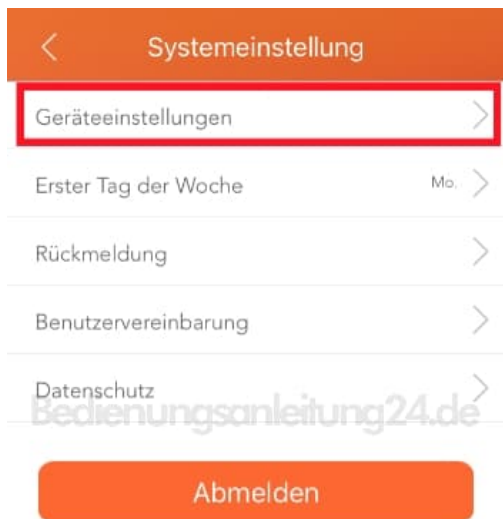 Systemeinstellung
Geräteeinstellungen
Erster Tag der Woche Mo.
Rückmeldung
Benutzervereinbarung
Datenschutz
Bedienungsanleitung24.de
Abmelden